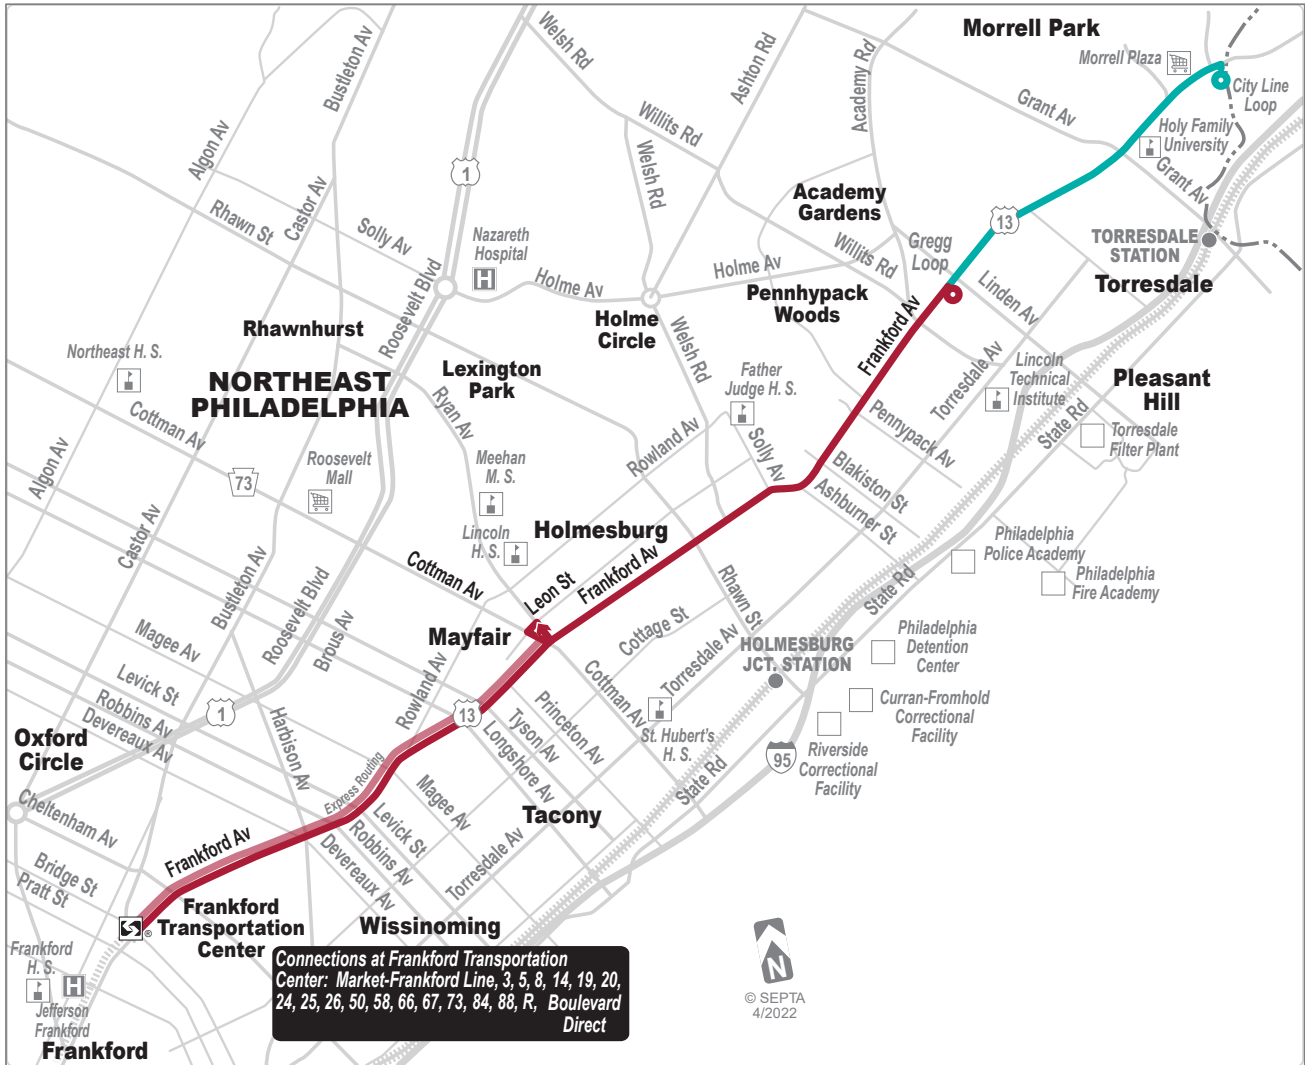 Morrell Park
Morrell Plaza
City Line
Loop
Welsh Rd
Bustleton Av
Ashton Rd
Academy Rd
Grant Av
Willits Rd
Holy Family
University
Algon Av
Welsh Rd
Grant Av
1
Castor Av
Academy
Gardens
Rhawn St
Solly Av
Nazareth
Hospital
H
13
Gregg
Loop
TORRESDALE
STATION
Willits Rd
Holme Av
Holme Av
Linden Av
Torresdale
Roosevelt Blvd
Pennhypack
Woods
Rhawnhurst
Holme
Circle
Frankford Av
Northeast H. S.
Lexington
Park
Welsh Rd
Father
Judge H. S.
Torresdale Av
Lincoln
Technical
Institute
Pleasant
Hill
NORTHEAST
PHILADELPHIA
Ryan Av
State Rd
Torresdale
Filter Plant
Cottman Av
Pennypack Av
Rowland Av
Solly Av
Algon Av
73
Roosevelt
Mall
Meehan
M. S.
Blakiston St
Ashburner St
Castor Av
Lincoln
H. S.
Holmesburg
Philadelphia
Police Academy
Bustleton Av
Cottman Av
Leon St
Frankford Av
Rhawn St
State Rd
Philadelphia
Fire Academy
Roosevelt Blvd
Brous Av
Magee Av
Mayfair
Cottage St
Torresdale Av
HOLMESBURG
JCT. STATION
Philadelphia
Detention
Center
Levick St
Robbins Av
Devereaux Av
Rowland Av
Cottman Av
Princeton Av
Curran-Fromhold
Correctional
Facility
1
Harbison Av
13
Tyson Av
Longshore Av
St. Hubert's
H. S.
95
Riverside
Correctional
Facility
Oxford
Circle
Express Routing
State Rd
Magee Av
Tacony
Cheltenham Av
Frankford Av
Levick St
Robbins Av
Devereaux Av
Torresdale Av
Bridge St
Pratt St
Frankford
Transportation
Center
®
Wissinoming
Frankford
H. S.
H
Jefferson
Frankford
Frankford
Connections at Frankford Transportation
Center: Market-Frankford Line, 3, 5, 8, 14, 19, 20,
24, 25, 26, 50, 58, 66, 67, 73, 84, 88, R, Boulevard
Direct
N
© SEPTA
4/2022